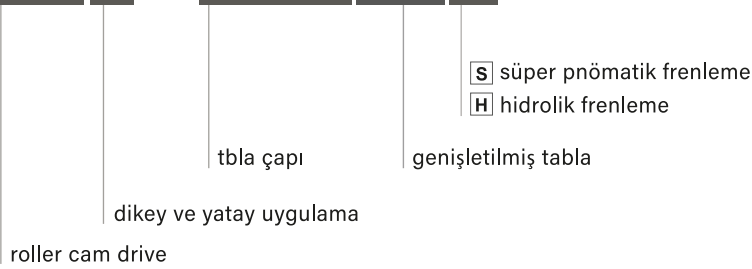 S süper pnömatik frenleme
H hidrolik frenleme
tbla çapı genişletilmiş tabla
dikey ve yatay uygulama
roller cam drive